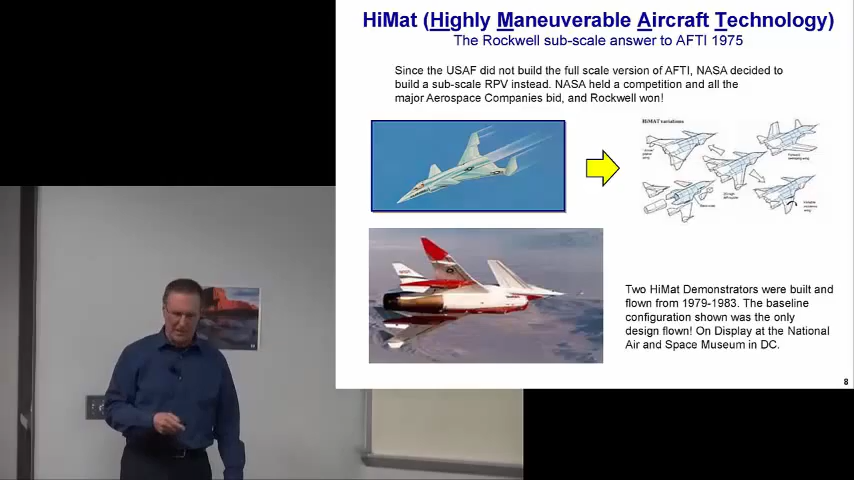 HiMat (Highly Maneuverable Aircraft Technology)
The Rockwell sub-scale answer to AFTI 1975
Since the USAF did not build the full scale version of AFTI, NASA decided to
build a sub-scale RPV instead. NASA held a competition and all the
major Aerospace Companies bid, and Rockwell won!
HiMAT variations
Two HiMat Demonstrators were built and
flown from 1979-1983. The baseline
configuration shown was the only
design flown! On Display at the National
Air and Space Museum in DC.
8